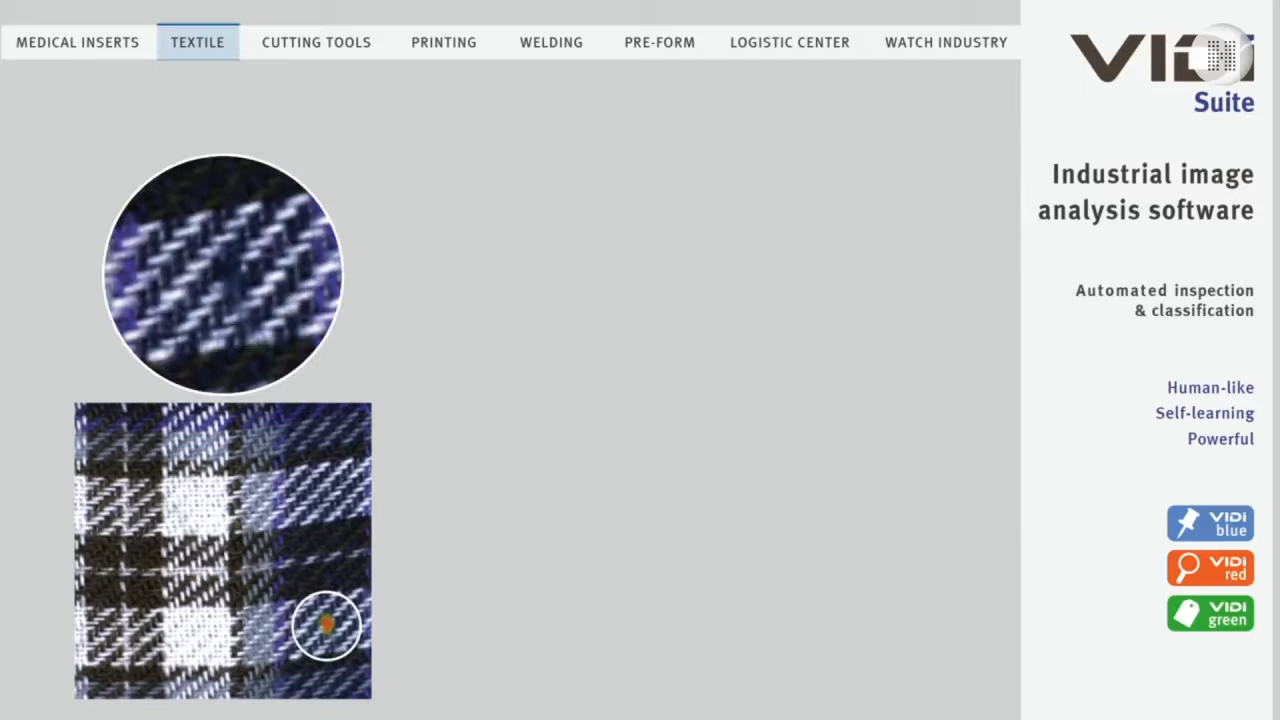 MEDICAL INSERTS TEXTILE CUTTING TOOLS PRINTING WELDING PRE-FORM LOGISTIC CENTER WATCH INDUSTRY
Suite
Industrial image
analysis software
Automated inspection
& classification
Human-like
Self-learning
Powerful
VIDI
blue
VIDI
red
VIDI
green